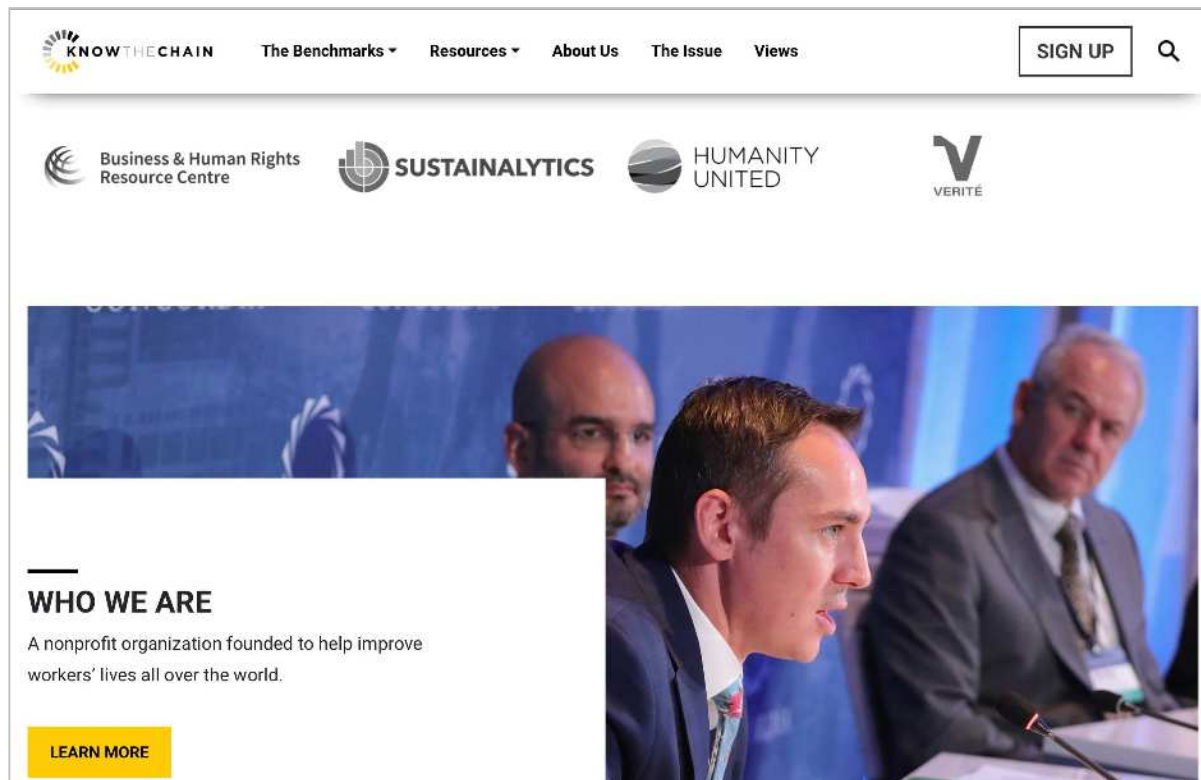 KNOWTHECHAIN The Benchmarks Resources About Us The Issue Views SIGN UP
Business & Human Rights
Resource Centre
SUSTAINALYTICS
HUMANITY
UNITED
VERITÉ
WHO WE ARE
A nonprofit organization founded to help improve
workers' lives all over the world.
LEARN MORE